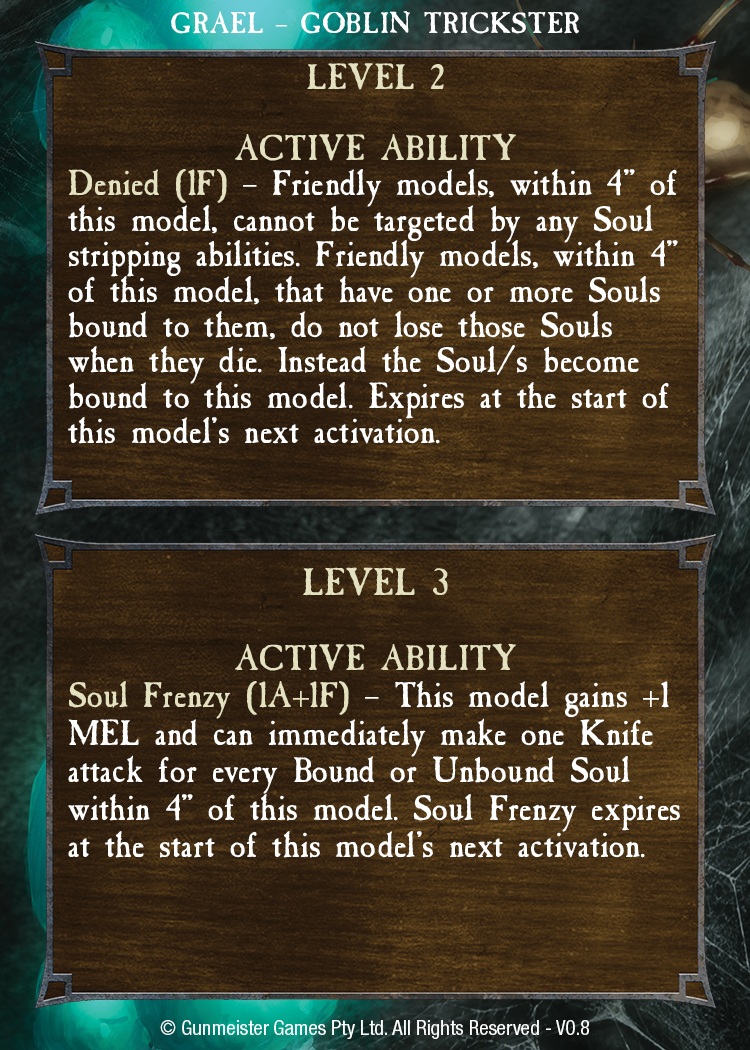 GRAEL – GOBLIN TRICKSTER
LEVEL 2
ACTIVE ABILITY
Denied (1F) – Friendly models, within 4” of
this model, cannot be targeted by any Soul
stripping abilities. Friendly models, within 4”
of this model, that have one or more Souls
bound to them, do not lose those Souls
when they die. Instead the Soul/s become
bound to this model. Expires at the start of
this model’s next activation.
LEVEL 3
ACTIVE ABILITY
Soul Frenzy (1A+1F) – This model gains +1
MEL and can immediately make one Knife
attack for every Bound or Unbound Soul
within 4” of this model. Soul Frenzy expires
at the start of this model’s next activation.
© Gunmeister Games Pty Ltd. All Rights Reserved - V0.8